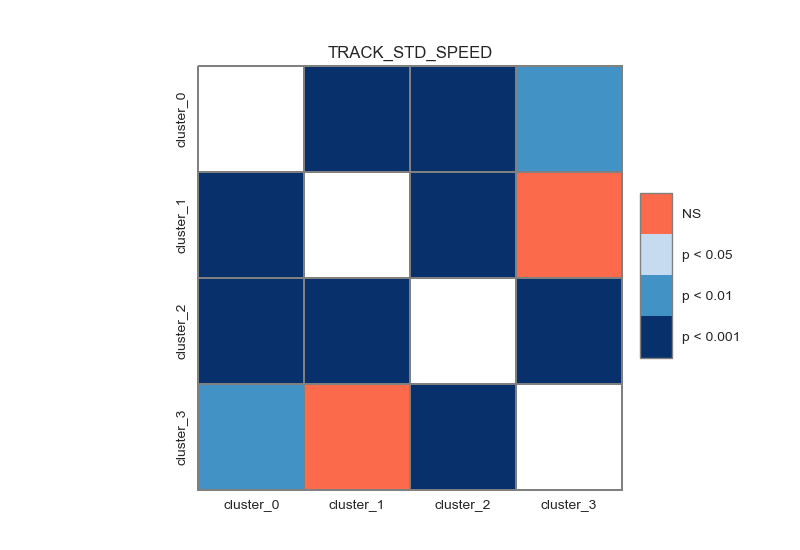 TRACK_STD_SPEED
cluster_0
cluster_1
cluster_2
cluster_3
NS
p < 0.05
p < 0.01
p < 0.001
cluster_0 cluster_1 cluster_2 cluster_3